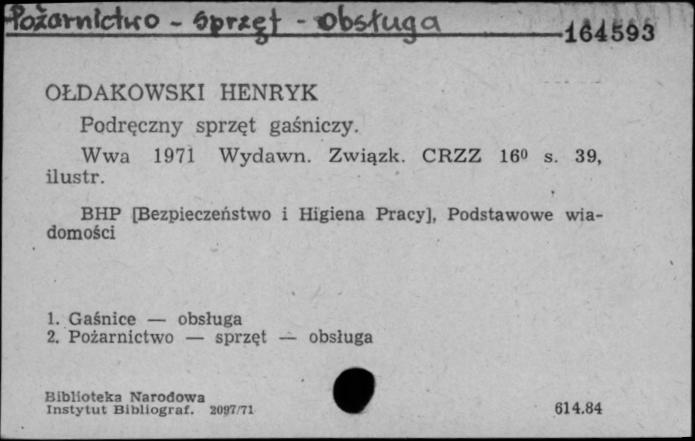 Pożarnictwo - sprzęt - obsługa
164593
OŁDAKOWSKI HENRYK
Podręczny sprzęt gaśniczy.
Wwa 1971 Wydawn. Związk. CRZZ 16º s. 39,
ilustr.
BHP [Bezpieczeństwo i Higiena Pracy], Podstawowe wia-
domości
1. Gaśnice — obsługa
2. Pożarnictwo — sprzęt — obsługa
Biblioteka Narodowa
Instytut Bibliograf. 2097/71
614.84